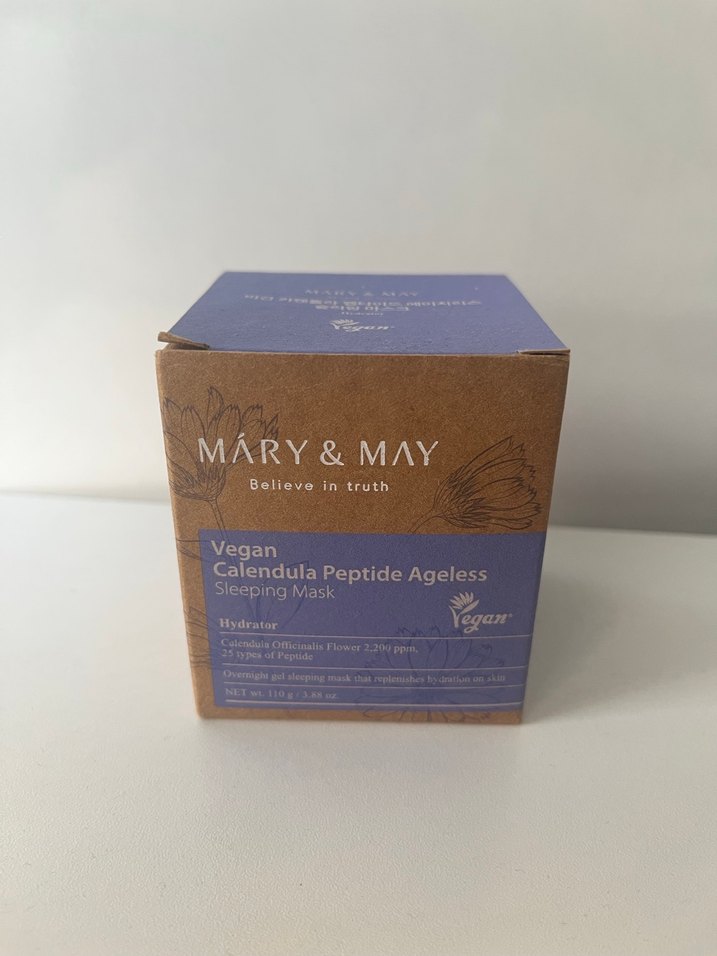 MARY & MAY
Vegan
MÁRY & MAY
Believe in truth
Vegan
Calendula Peptide Ageless
Sleeping Mask
Vegan
Hydrator
Calendula Officinalis Flower 2,200 ppm,
25 types of Peptide
Overnight gel sleeping mask that replenishes hydration on skin
NET wt. 110 g / 3.88 oz.